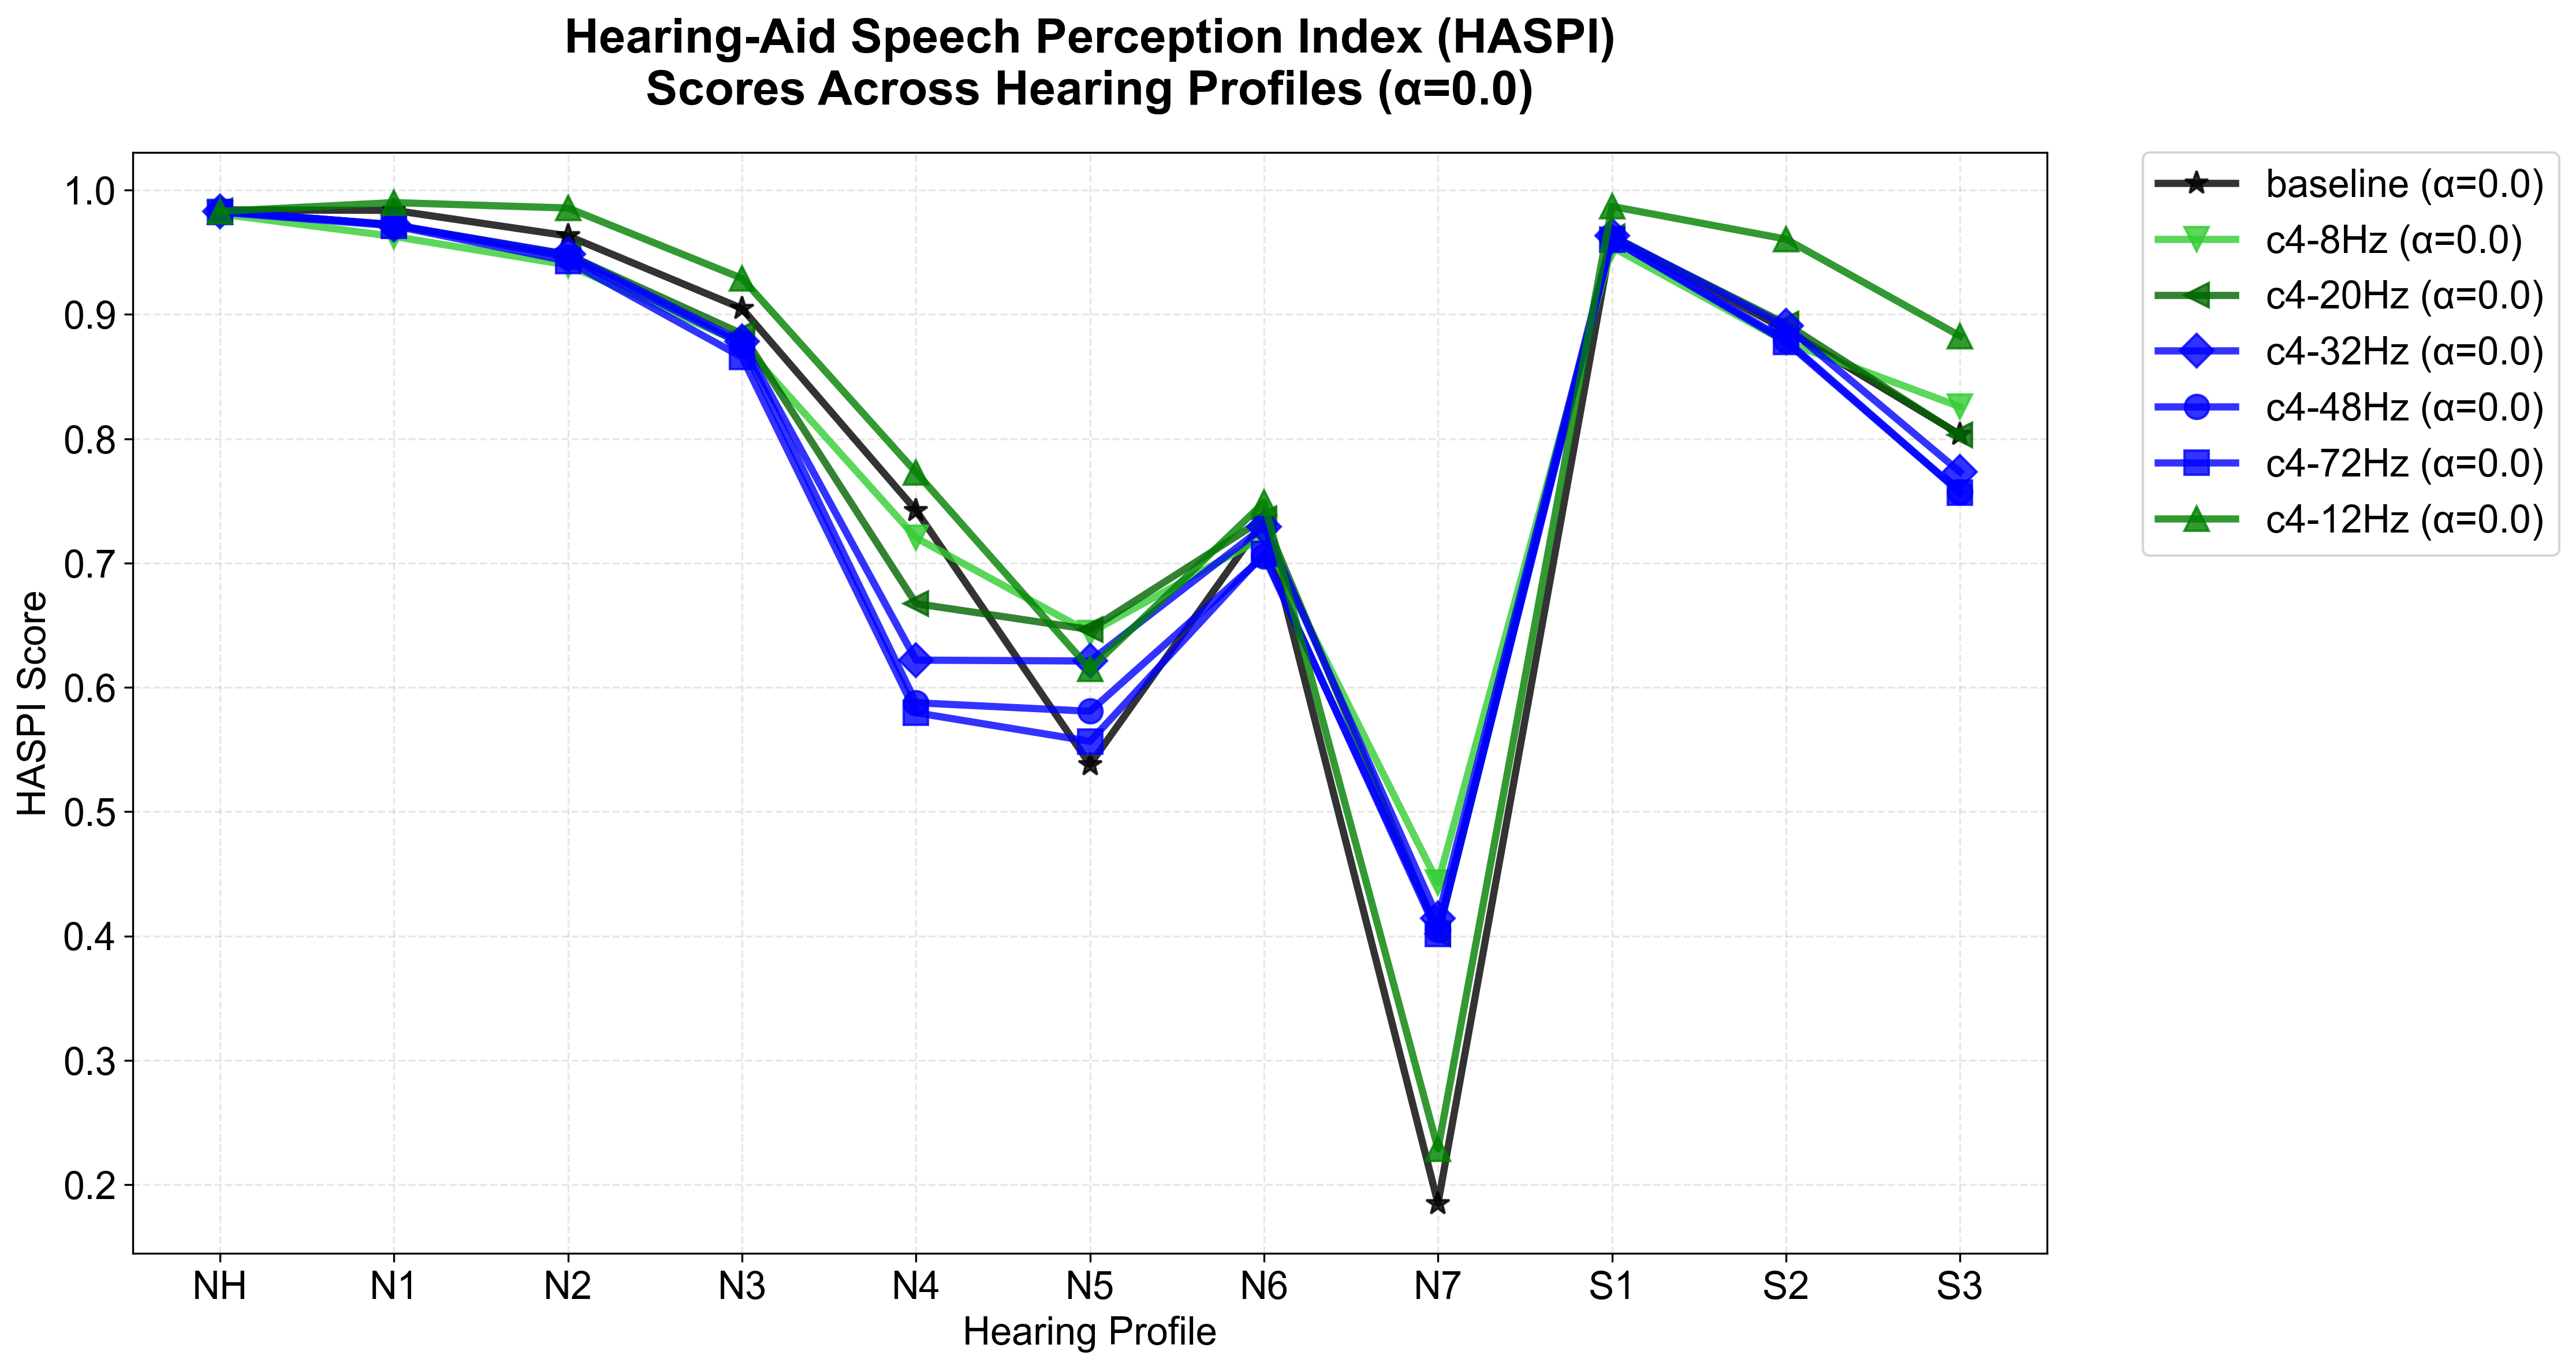 Hearing-Aid Speech Perception Index (HASPI)
Scores Across Hearing Profiles (α=0.0)
HASPI Score
1.0
0.9
0.8
0.7
0.6
0.5
0.4
0.3
0.2
NH N1 N2 N3 N4 N5 N6 N7 S1 S2 S3
Hearing Profile
baseline (α=0.0)
c4-8Hz (α=0.0)
c4-20Hz (α=0.0)
c4-32Hz (α=0.0)
c4-48Hz (α=0.0)
c4-72Hz (α=0.0)
c4-12Hz (α=0.0)